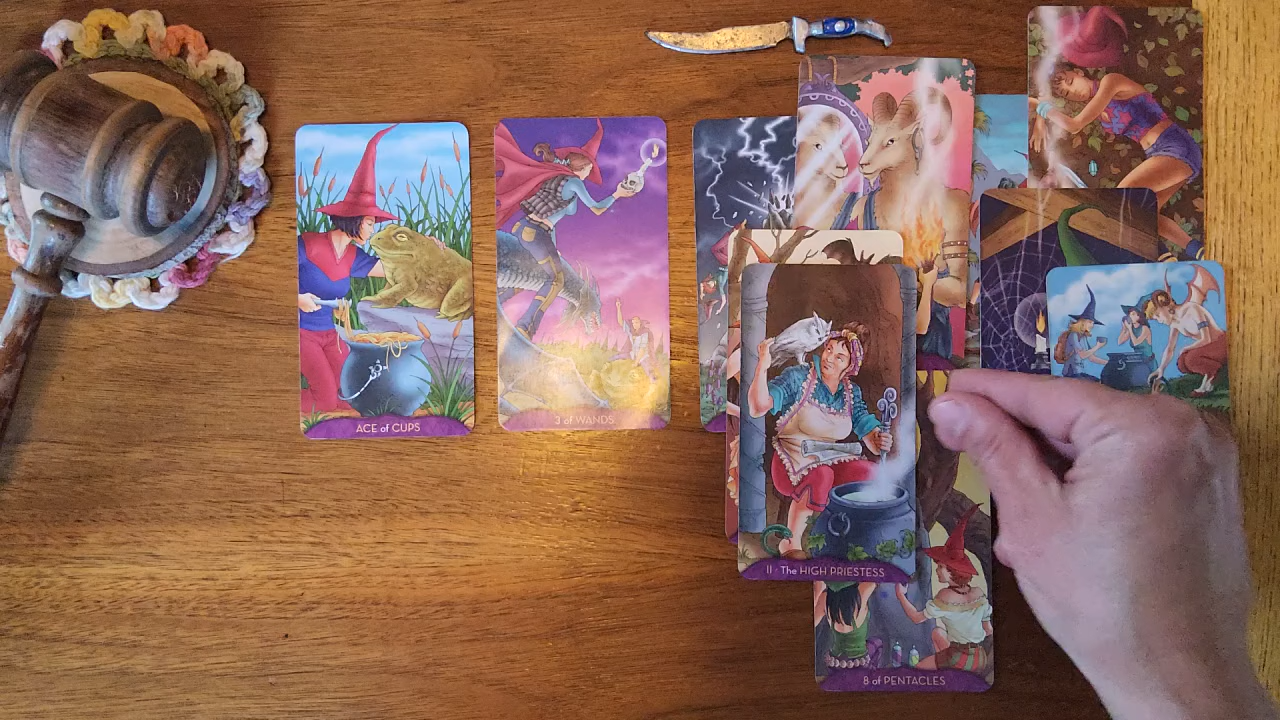 ACE of CUPS
3 of WANDS
II - The HIGH PRIESTESS
8 of PENTACLES